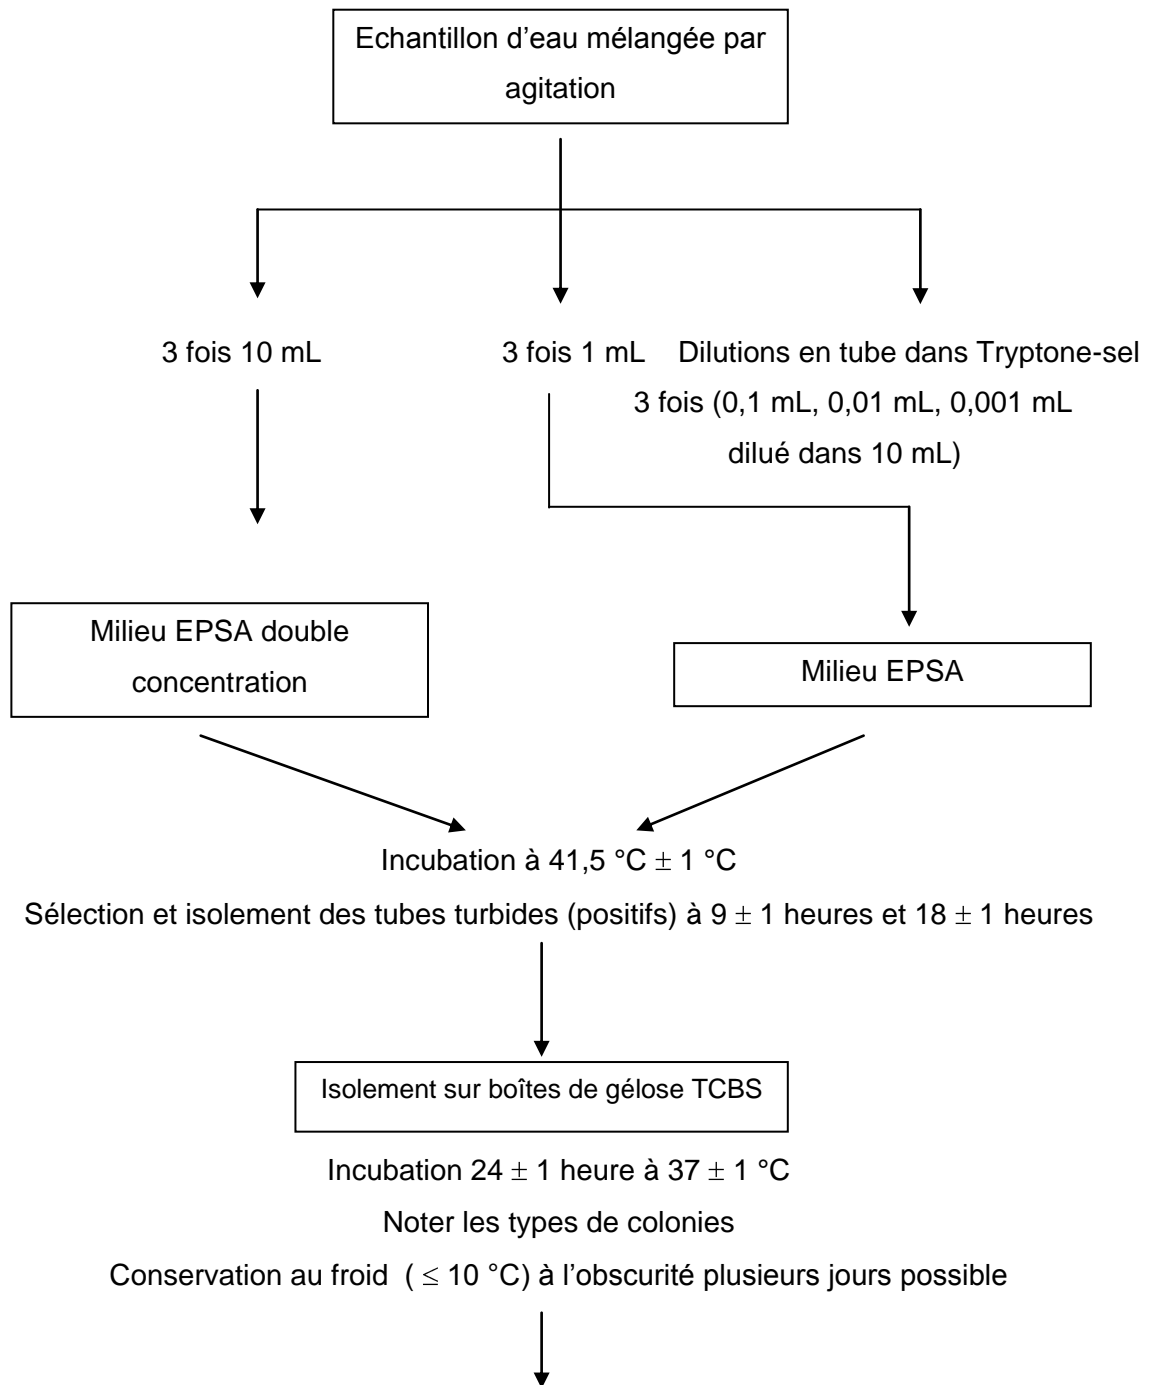 Echantillon d’eau mélangée par
agitation
3 fois 10 mL
3 fois 1 mL
Dilutions en tube dans Tryptone-sel
3 fois (0,1 mL, 0,01 mL, 0,001 mL
dilué dans 10 mL)
Milieu EPSA double
concentration
Milieu EPSA
Incubation à 41,5 °C ± 1 °C
Sélection et isolement des tubes turbides (positifs) à 9 ± 1 heures et 18 ± 1 heures
Isolement sur boîtes de gélose TCBS
Incubation 24 ± 1 heure à 37 ± 1 °C
Noter les types de colonies
Conservation au froid ( ≤ 10 °C) à l’obscurité plusieurs jours possible